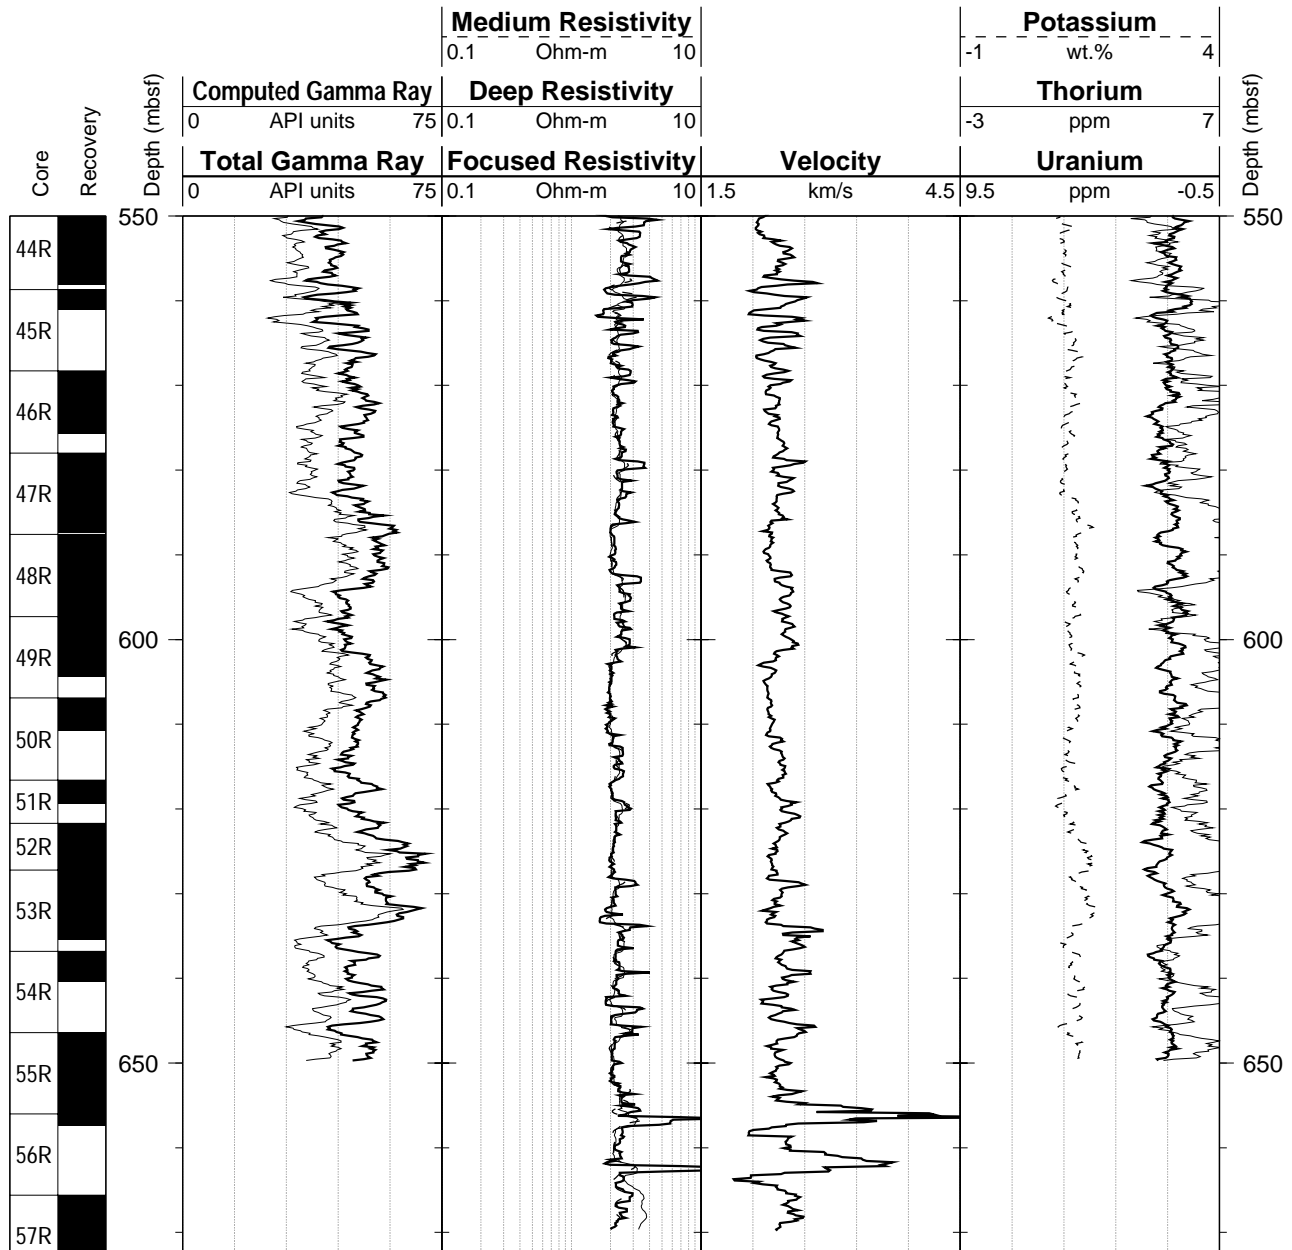 Medium Resistivity Potassium
0.1 Ohm-m 10 -1 wt.% 4
Computed Gamma Ray Deep Resistivity Thorium
0 API units 75 0.1 Ohm-m 10 -3 ppm 7
Core Recovery Depth (mbsf) Total Gamma Ray Focused Resistivity Velocity Uranium Depth (mbsf)
0 API units 75 0.1 Ohm-m 10 1.5 km/s 4.5 9.5 ppm -0.5
550 550
44R
45R
46R
47R
48R
600 600
49R
50R
51R
52R
53R
54R
650 650
55R
56R
57R